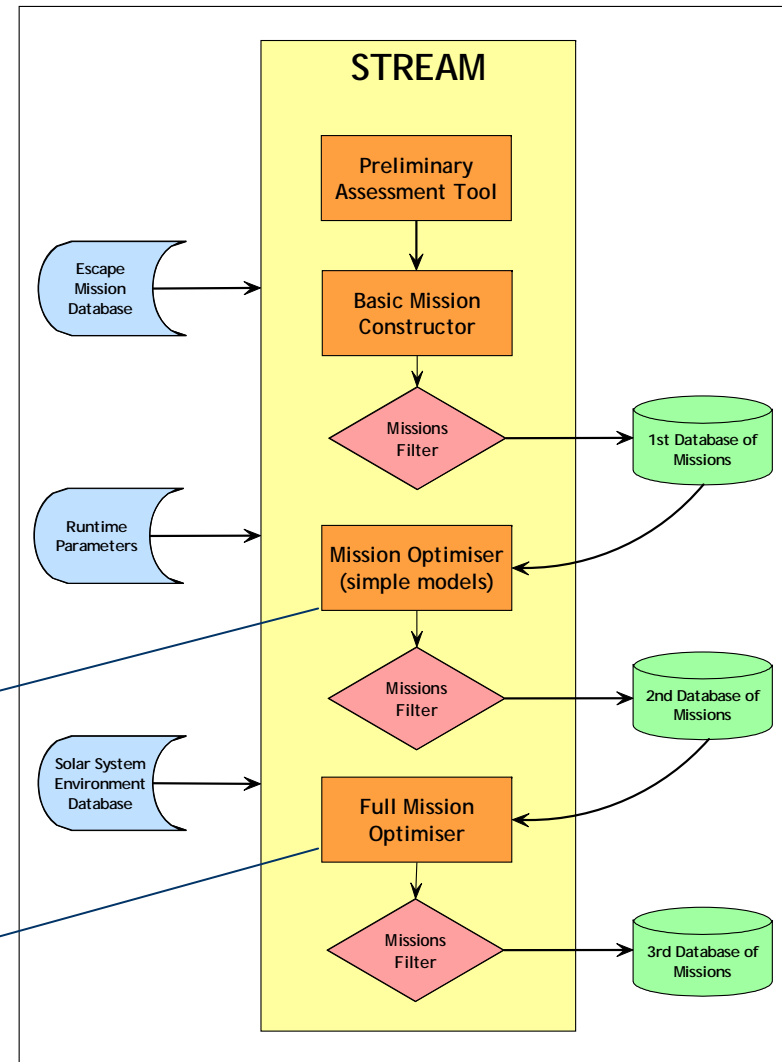 STREAM
Preliminary
Assessment Tool
Escape
Mission
Database
Basic Mission
Constructor
Missions
Filter
1st Database of
Missions
Runtime
Parameters
Mission Optimiser
(simple models)
Missions
Filter
2nd Database of
Missions
Solar System
Environment
Database
Full Mission
Optimiser
Missions
Filter
3rd Database of
Missions